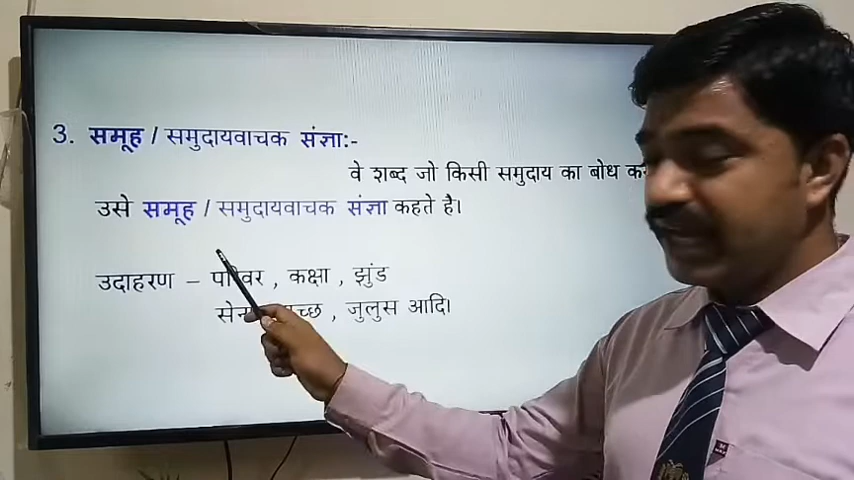 3. समूह / समुदायवाचक संज्ञा:-
वे शब्द जो किसी समुदाय का बोध
उसे समूह / समुदायवाचक संज्ञा कहते है।
उदाहरण – , कक्षा , झुंड
, जुलुस आदि।